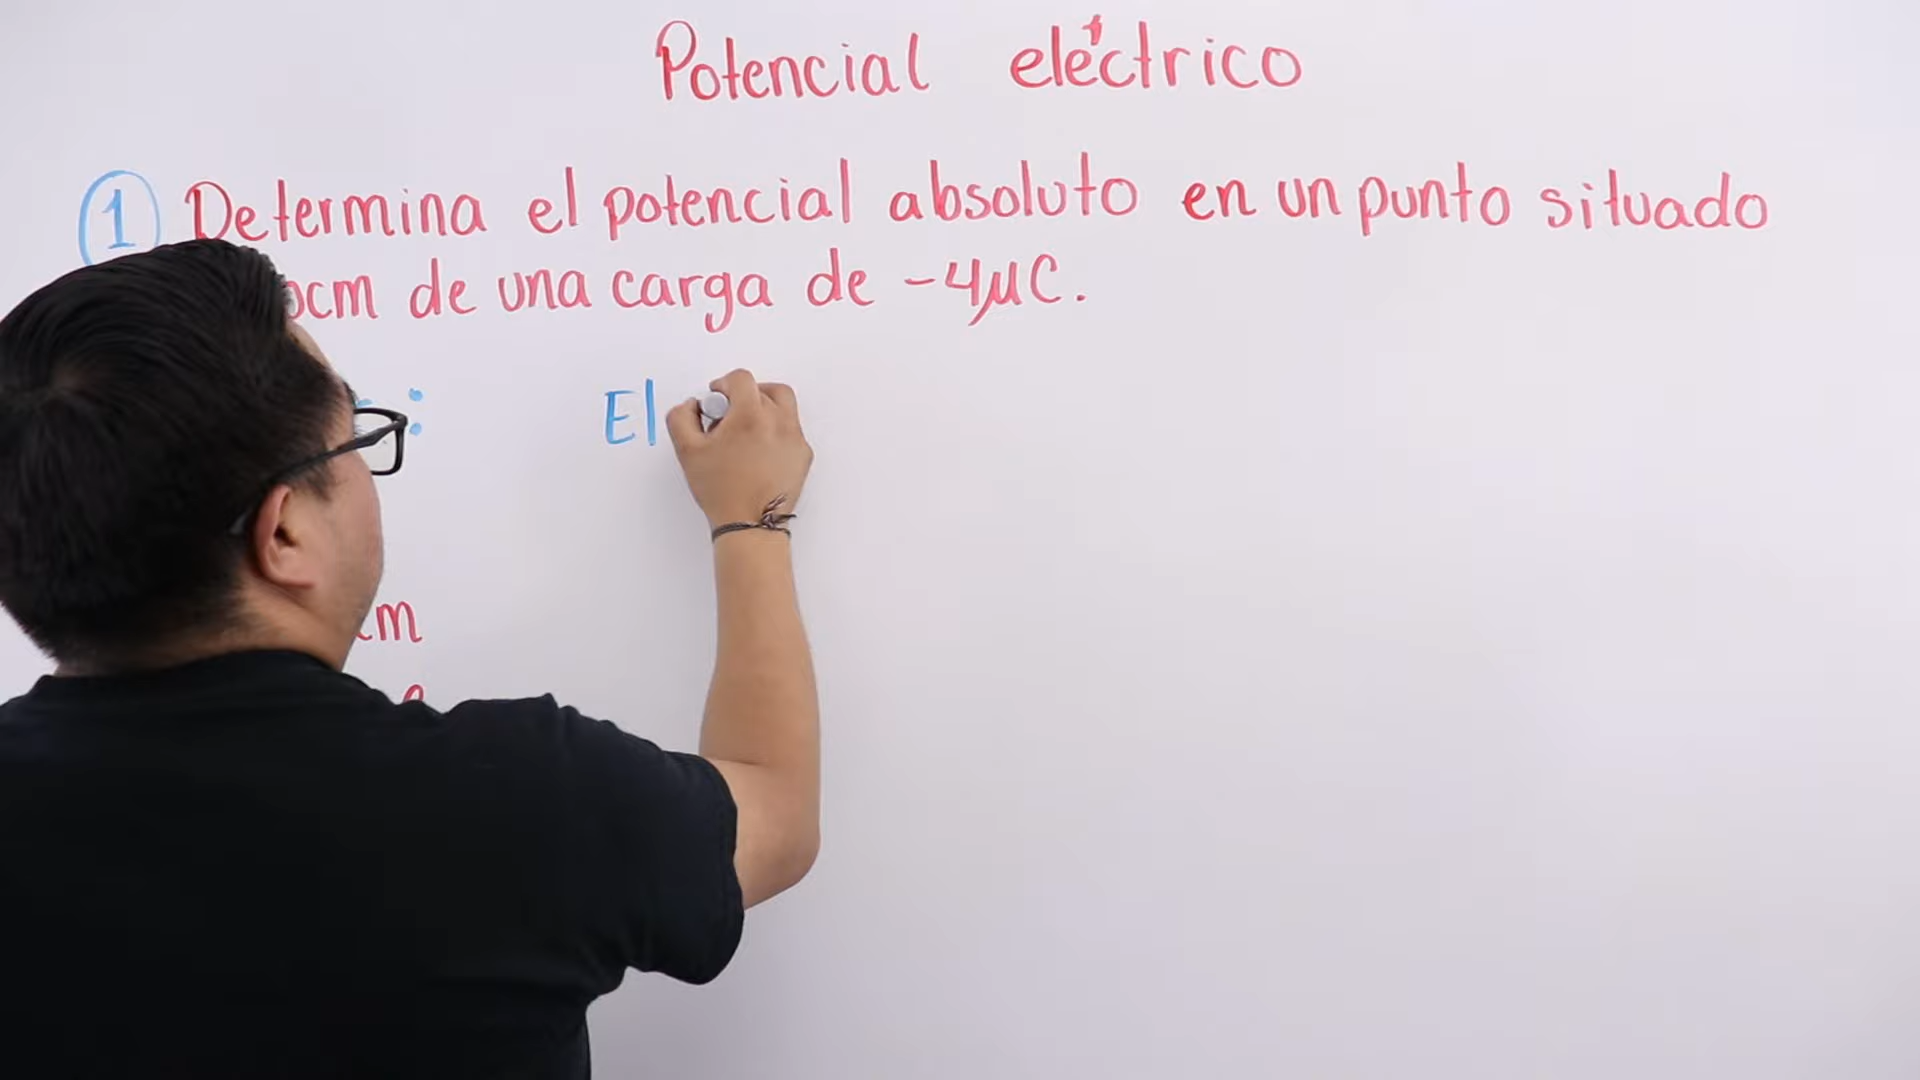 Potencial eléctrico
1 Determina el potencial absoluto en un punto situado
cm de una carga de -4μC.
:
El
cm